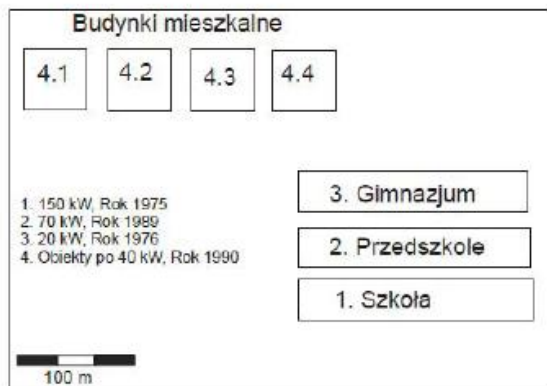 Budynki mieszkalne
4.1 4.2 4.3 4.4
3. Gimnazjum
1. 150 kW, Rok 1975
2. 70 kW, Rok 1989
3. 20 kW, Rok 1976
4. Obiekty po 40 kW, Rok 1990
2. Przedszkole
1. Szkoła
100 m